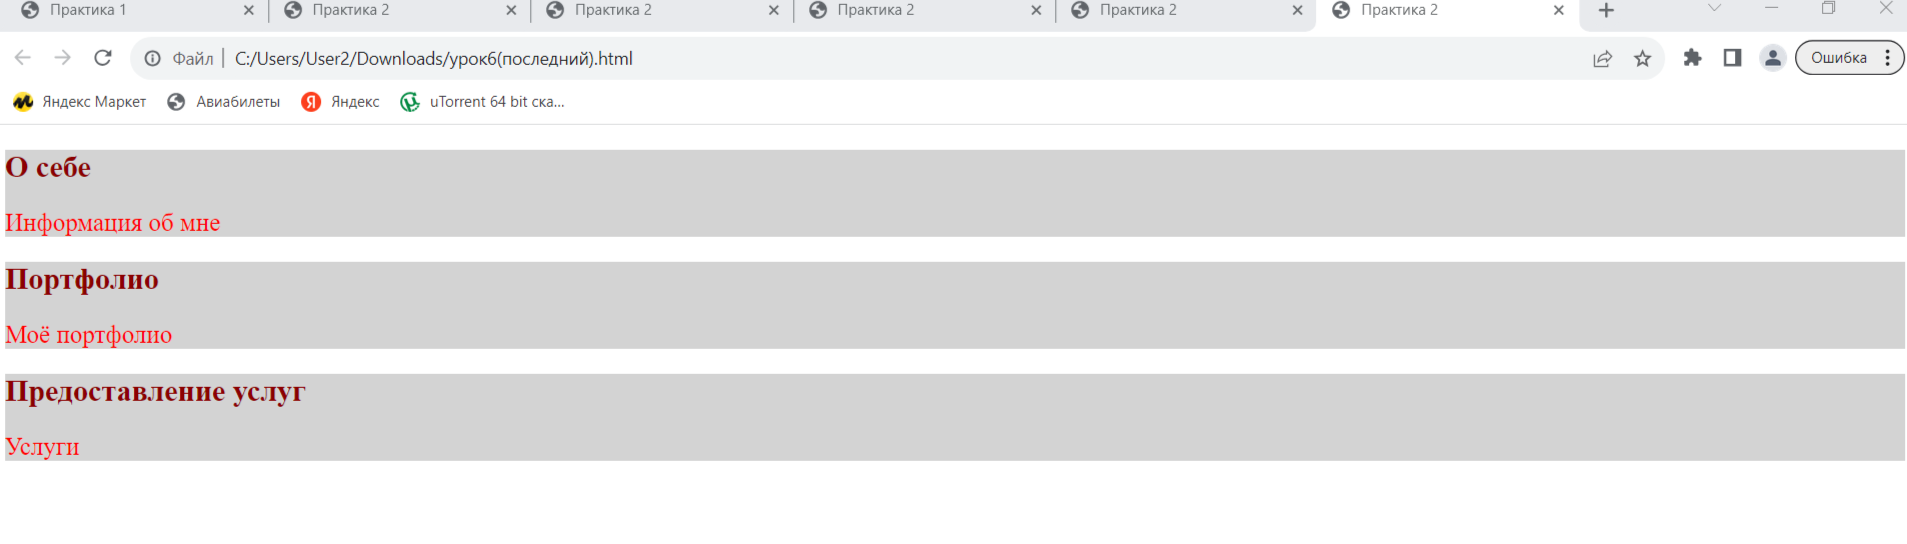 Практика 1 Практика 2 Практика 2 Практика 2 Практика 2 Практика 2
Файл C:/Users/User2/Downloads/урок6(последний).html Ошибка
Яндекс Маркет Авиабилеты Яндекс uTorrent 64 bit ска...
О себе
Информация об мне
Портфолио
Моё портфолио
Предоставление услуг
Услуги